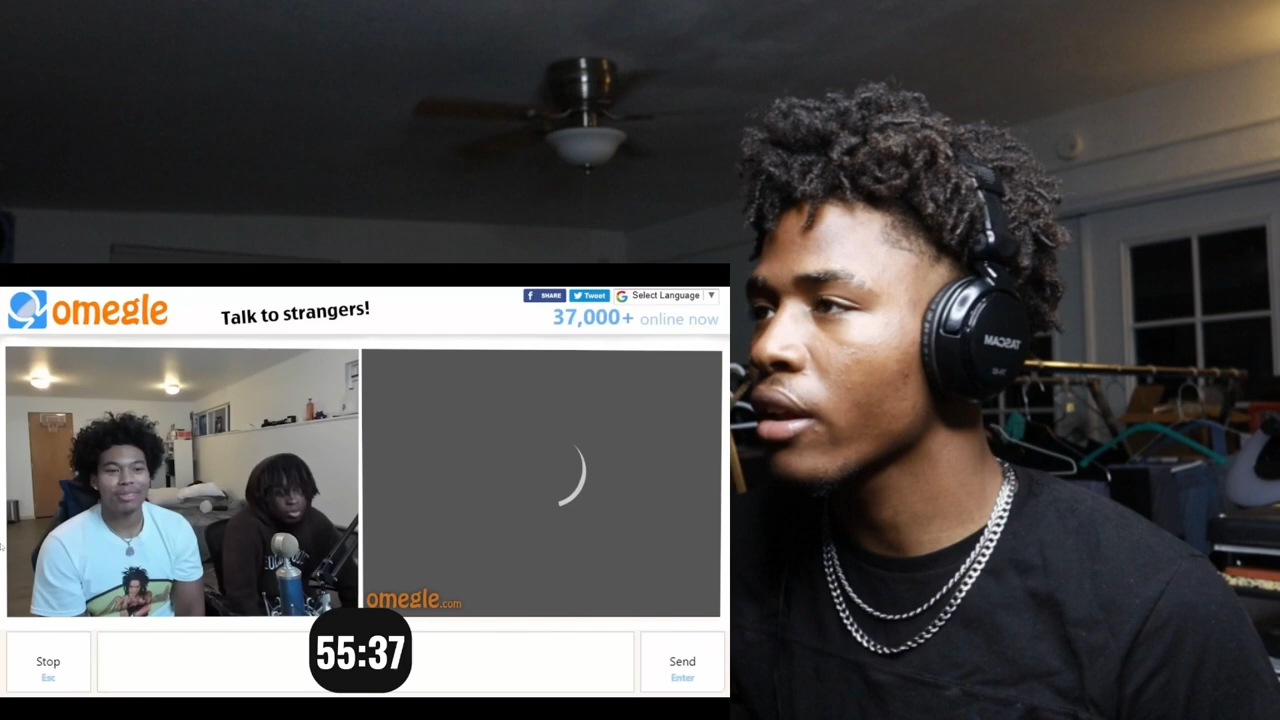 omegle
Talk to strangers!
SHARE
Tweet
Select Language
37,000+ online now
TASCAM
omegle.com
55:37
Stop
Esc
Send
Enter